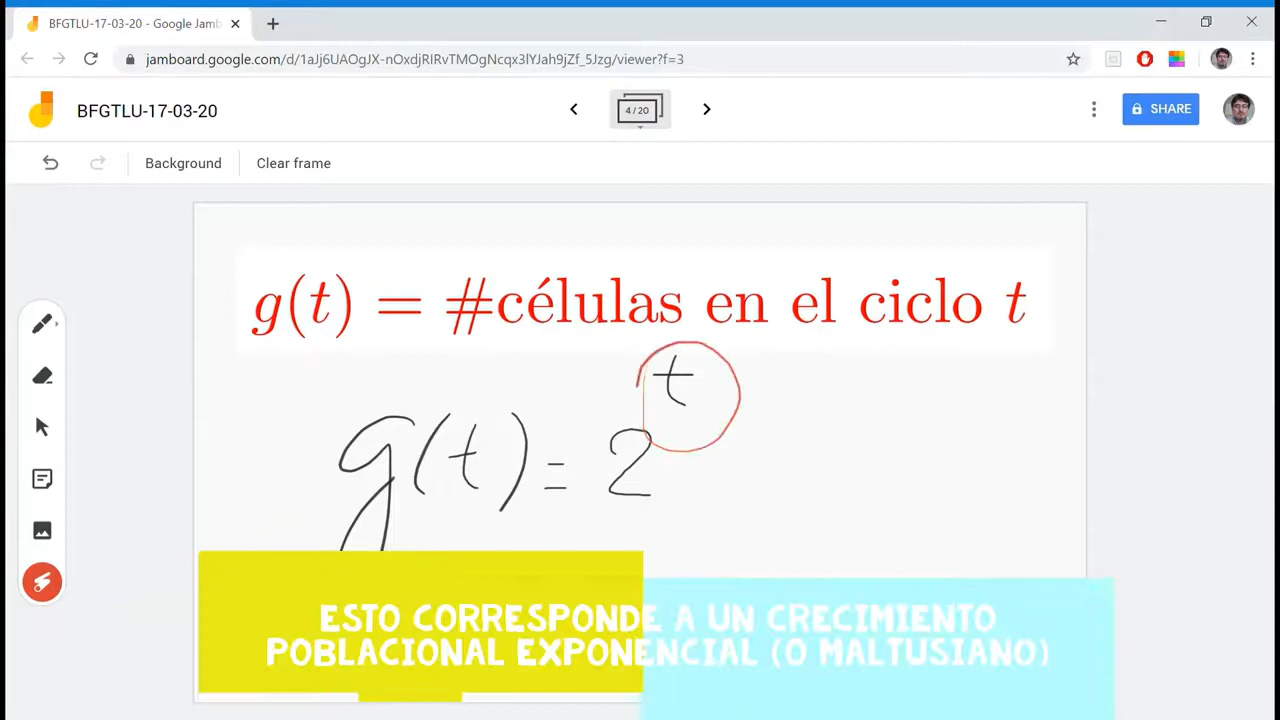 BFGTLU-17-03-20 - Google Jamb
jamboard.google.com/d/1aJj6UAOgJX-nOxdjRIRvTMOgNcqx3lYJah9jZf_5Jzg/viewer?f=3
BFGTLU-17-03-20
4/20
SHARE
Background
Clear frame
g(t) = #células en el ciclo t
g(t) = 2^t
ESTO CORRESPONDE A UN CRECIMIENTO
POBLACIONAL EXPONENCIAL (O MALTUSIANO)